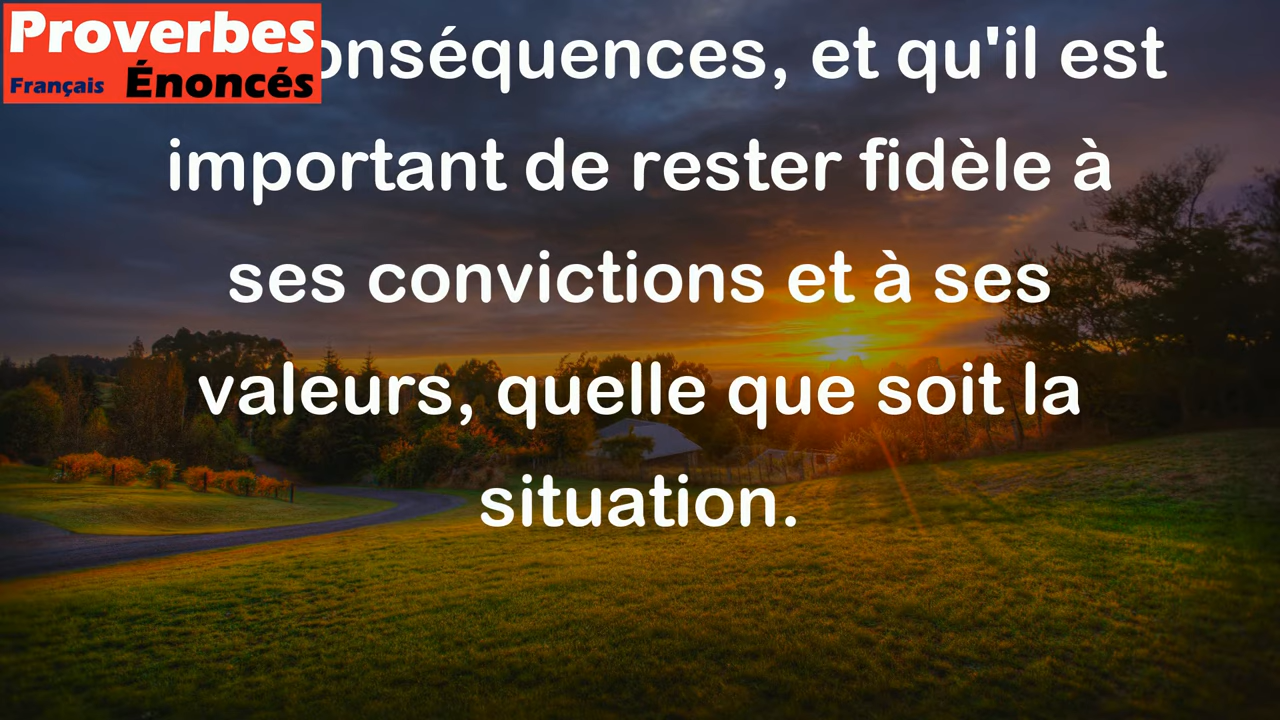 Proverbes
Français Énoncés
onséquences, et qu'il est
important de rester fidèle à
ses convictions et à ses
valeurs, quelle que soit la
situation.